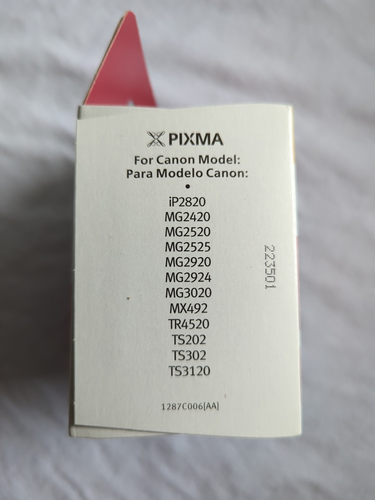 PIXMA
For Canon Model:
Para Modelo Canon:
•
iP2820
MG2420
MG2520
MG2525
MG2920
MG2924
MG3020
MX492
TR4520
TS202
TS302
TS3120
223501
1287C006[AA]